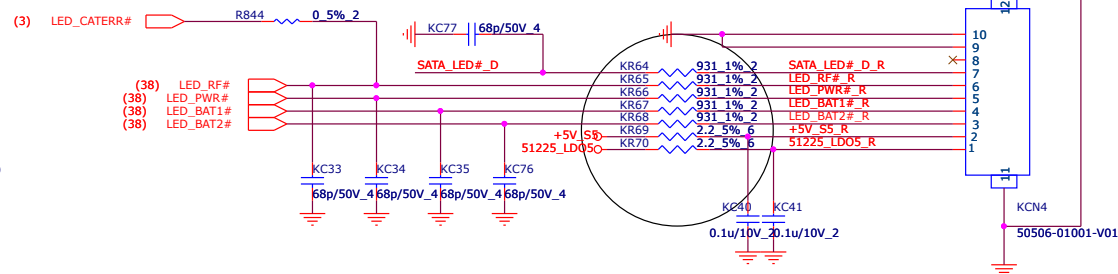 (3) LED_CATERR# R844 0_5%_2
KC77 68p/50V_4
SATA_LED#_D KR64 931_1%_2 SATA_LED#_D_R
(38) LED_RF# KR65 931_1%_2 LED_RF#_R
(38) LED_PWR# KR66 931_1%_2 LED_PWR#_R
(38) LED_BAT1# KR67 931_1%_2 LED_BAT1#_R
(38) LED_BAT2# KR68 931_1%_2 LED_BAT2#_R
+5V_S5 KR69 2.2_5%_6 +5V_S5_R
51225_LDO5 KR70 2.2_5%_6 51225_LDO5_R
12
10
9
8
7
6
5
4
3
2
1
11
KC33 KC34 KC35 KC76
68p/50V_4 68p/50V_4 68p/50V_4 68p/50V_4
KC40 KC41
0.1u/10V_2 0.1u/10V_2
KCN4
50506-01001-V01